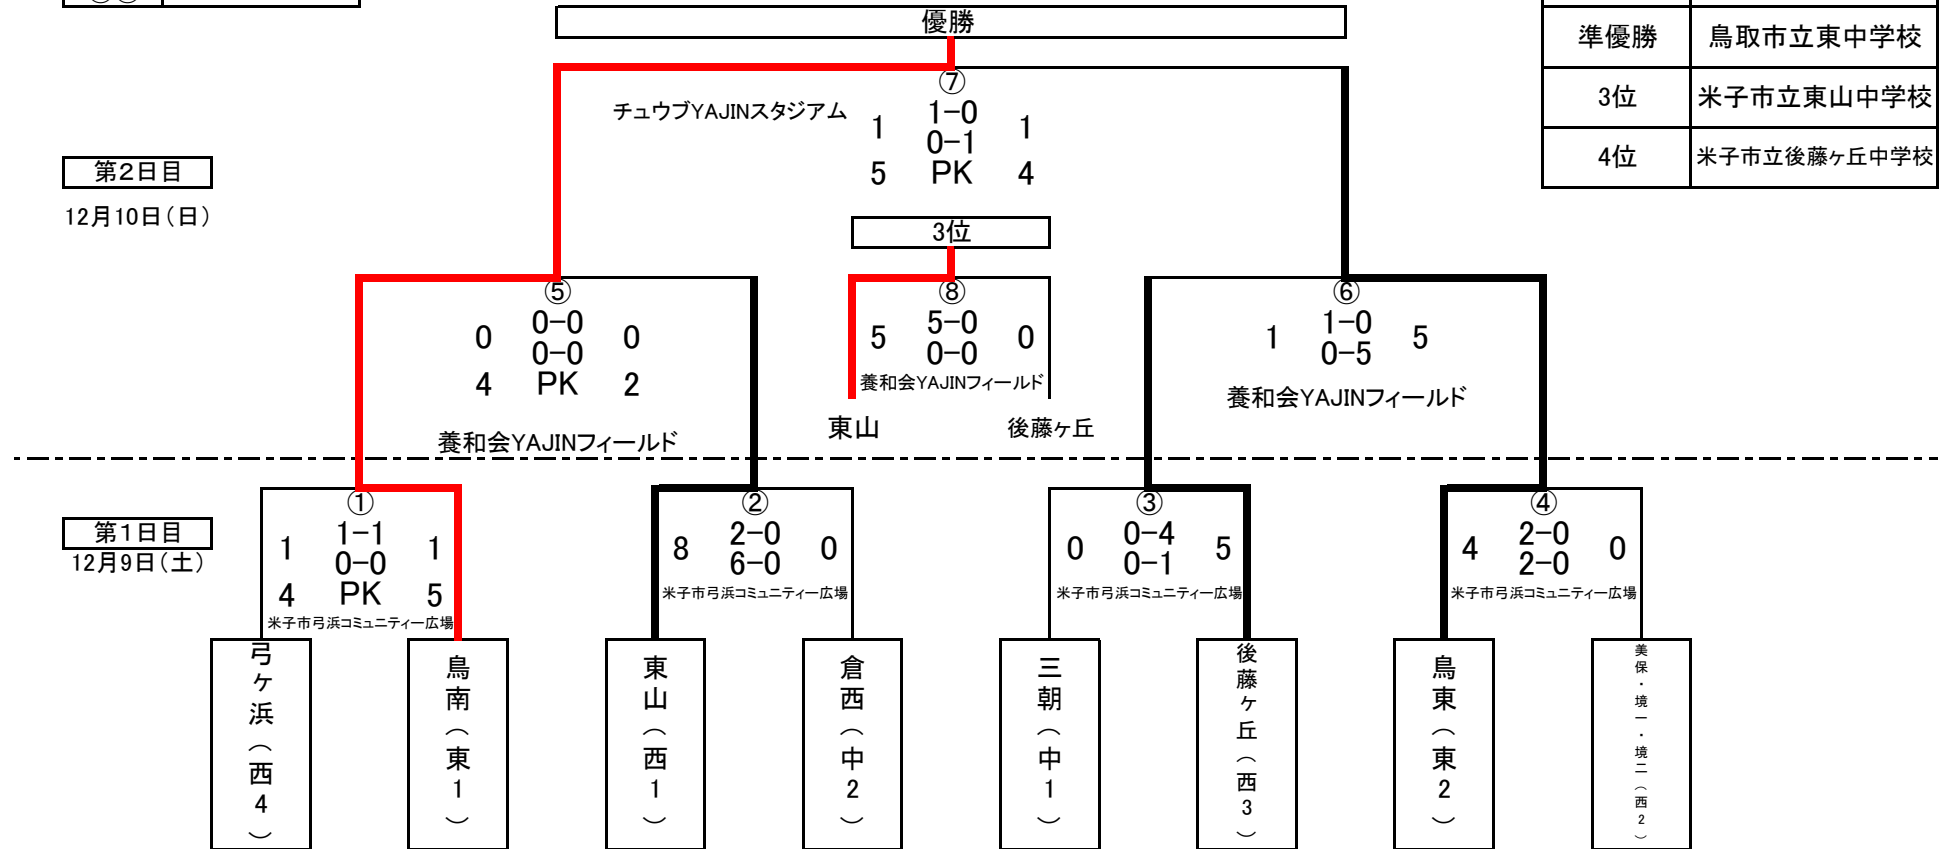 優勝
準優勝 鳥取市立東中学校
3位 米子市立東山中学校
4位 米子市立後藤ヶ丘中学校
⑦
チュウブYAJINスタジアム
1 1-0 1
0-1
5 PK 4
第2日目
12月10日(日)
3位
⑤
0 0-0 0
0-0
4 PK 2
養和会YAJINフィールド
⑧
5 5-0 0
0-0
養和会YAJINフィールド
東山 後藤ヶ丘
⑥
1 1-0 5
0-5
養和会YAJINフィールド
第1日目
12月9日(土)
①
1 1-1 1
0-0
4 PK 5
米子市弓浜コミュニティー広場
②
8 2-0 0
6-0
米子市弓浜コミュニティー広場
③
0 0-4 5
0-1
米子市弓浜コミュニティー広場
④
4 2-0 0
2-0
米子市弓浜コミュニティー広場
弓ヶ浜(西4)
鳥南(東1)
東山(西1)
倉西(中2)
三朝(中1)
後藤ヶ丘(西3)
鳥東(東2)
美保・境一・境二(西2)